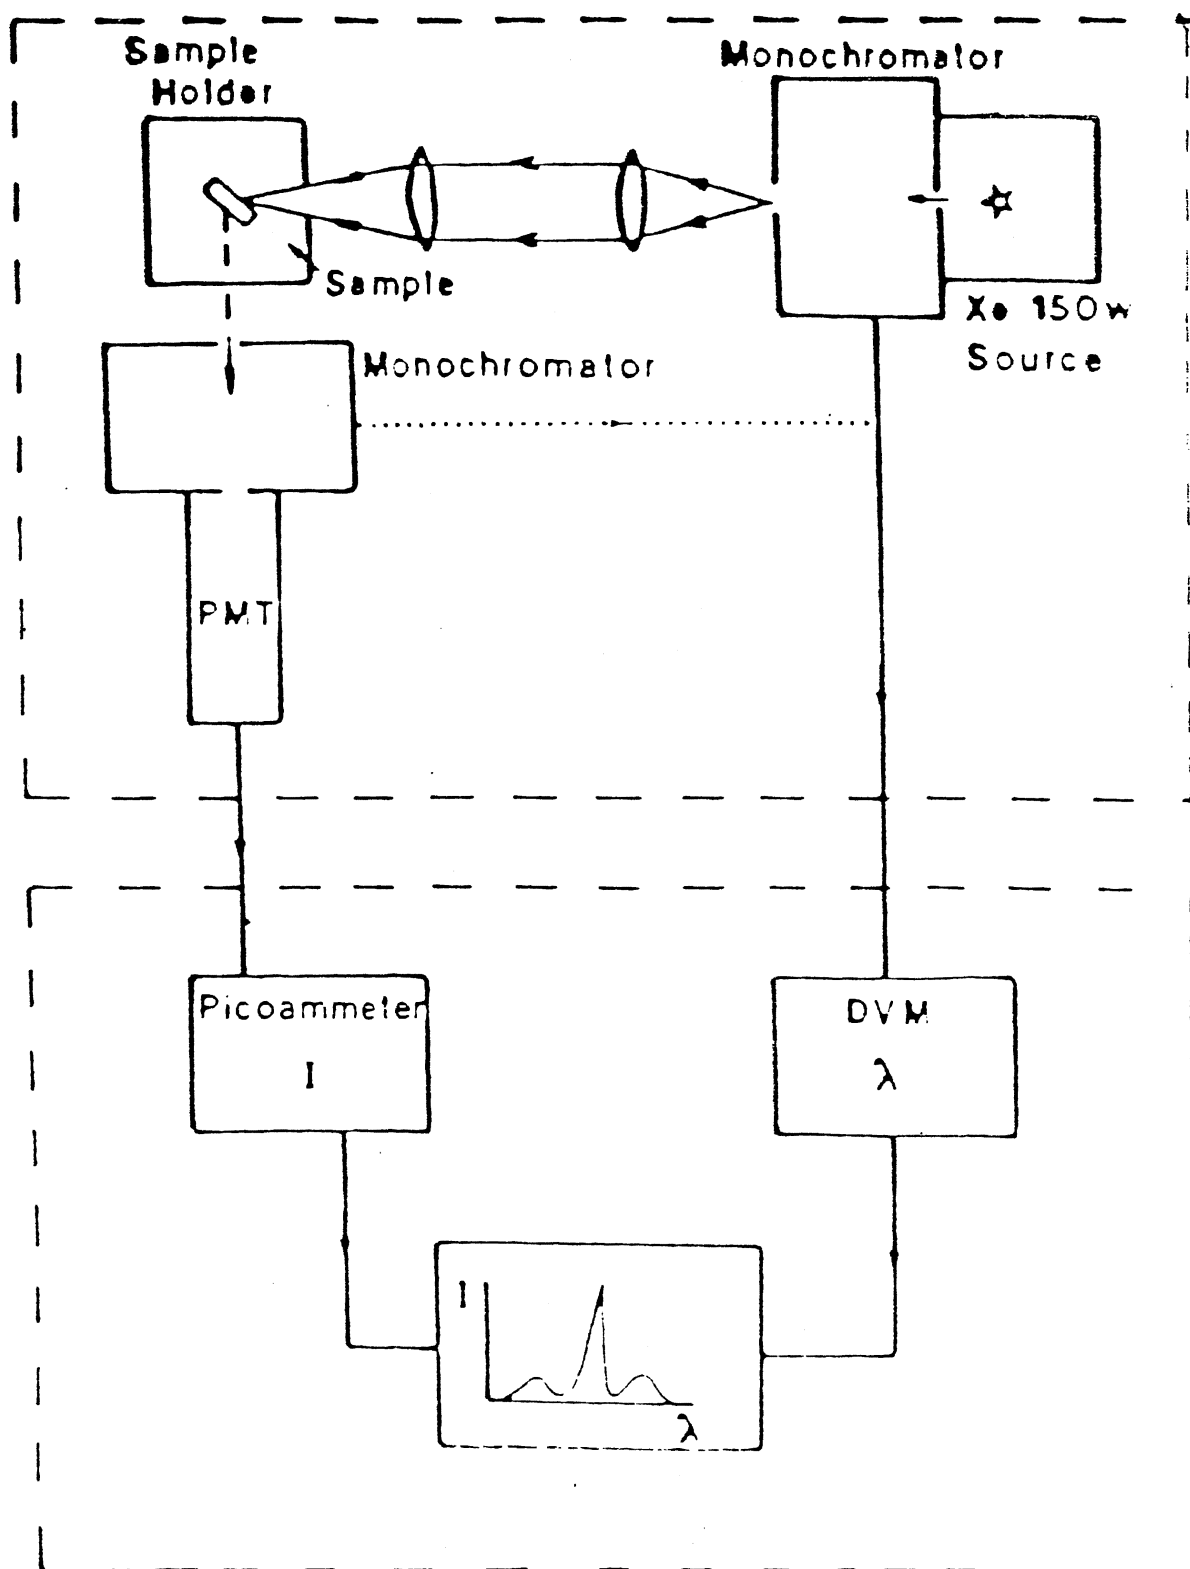 Sample
Holder
Monochromator
Sample
Xe 150w
Source
Monochromator
PMT
Picoammeter
I
DVM
λ
I
λ